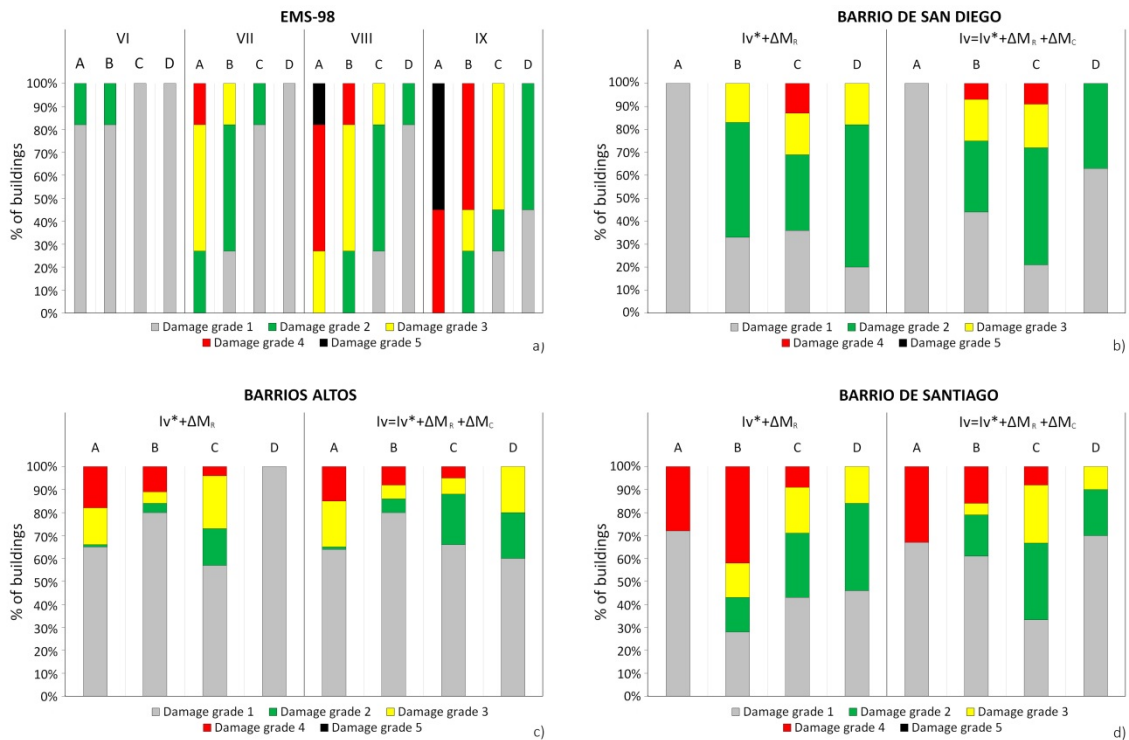 EMS-98
VI VII VIII IX
A B C D A B C D A B C D A B C D
100%
90%
80%
70%
60%
50%
40%
30%
20%
10%
0%
% of buildings
Damage grade 1 Damage grade 2 Damage grade 3
Damage grade 4 Damage grade 5
a)
BARRIO DE SAN DIEGO
Iv*+ΔMR Iv=Iv*+ΔMR +ΔMC
A B C D A B C D
100%
90%
80%
70%
60%
50%
40%
30%
20%
10%
0%
% of buildings
Damage grade 1 Damage grade 2 Damage grade 3
Damage grade 4 Damage grade 5
b)
BARRIOS ALTOS
Iv*+ΔMR Iv=Iv*+ΔMR +ΔMC
A B C D A B C D
100%
90%
80%
70%
60%
50%
40%
30%
20%
10%
0%
% of buildings
Damage grade 1 Damage grade 2 Damage grade 3
Damage grade 4 Damage grade 5
c)
BARRIO DE SANTIAGO
Iv*+ΔMR Iv=Iv*+ΔMR +ΔMC
A B C D A B C D
100%
90%
80%
70%
60%
50%
40%
30%
20%
10%
0%
% of buildings
Damage grade 1 Damage grade 2 Damage grade 3
Damage grade 4 Damage grade 5
d)